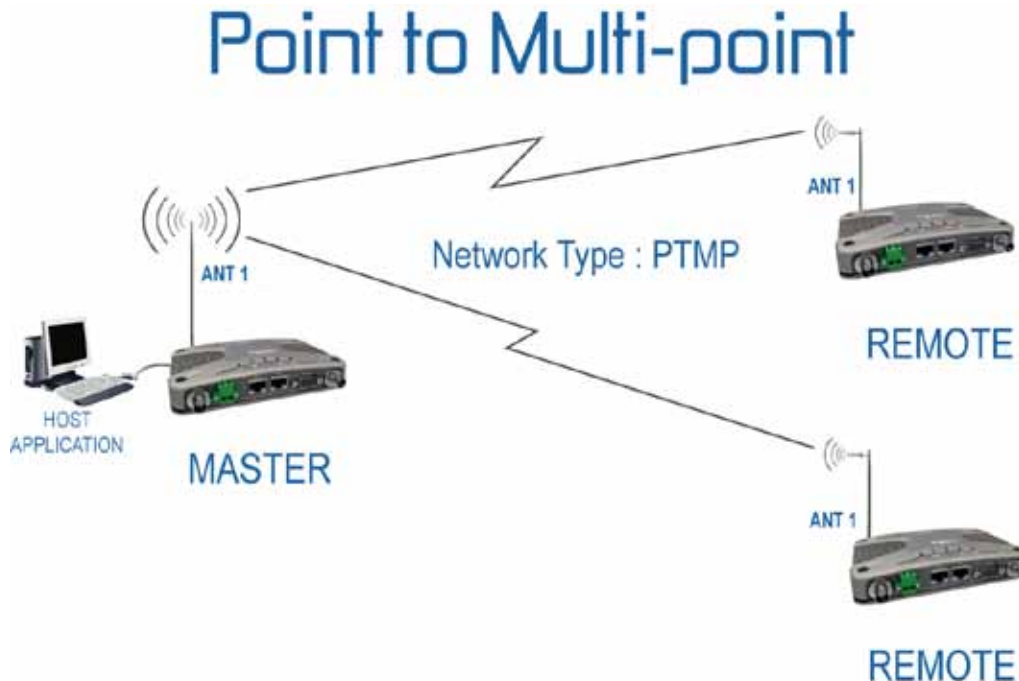 Point to Multi-point
ANT 1
ANT 1
Network Type : PTMP
REMOTE
HOST
APPLICATION
MASTER
ANT 1
REMOTE